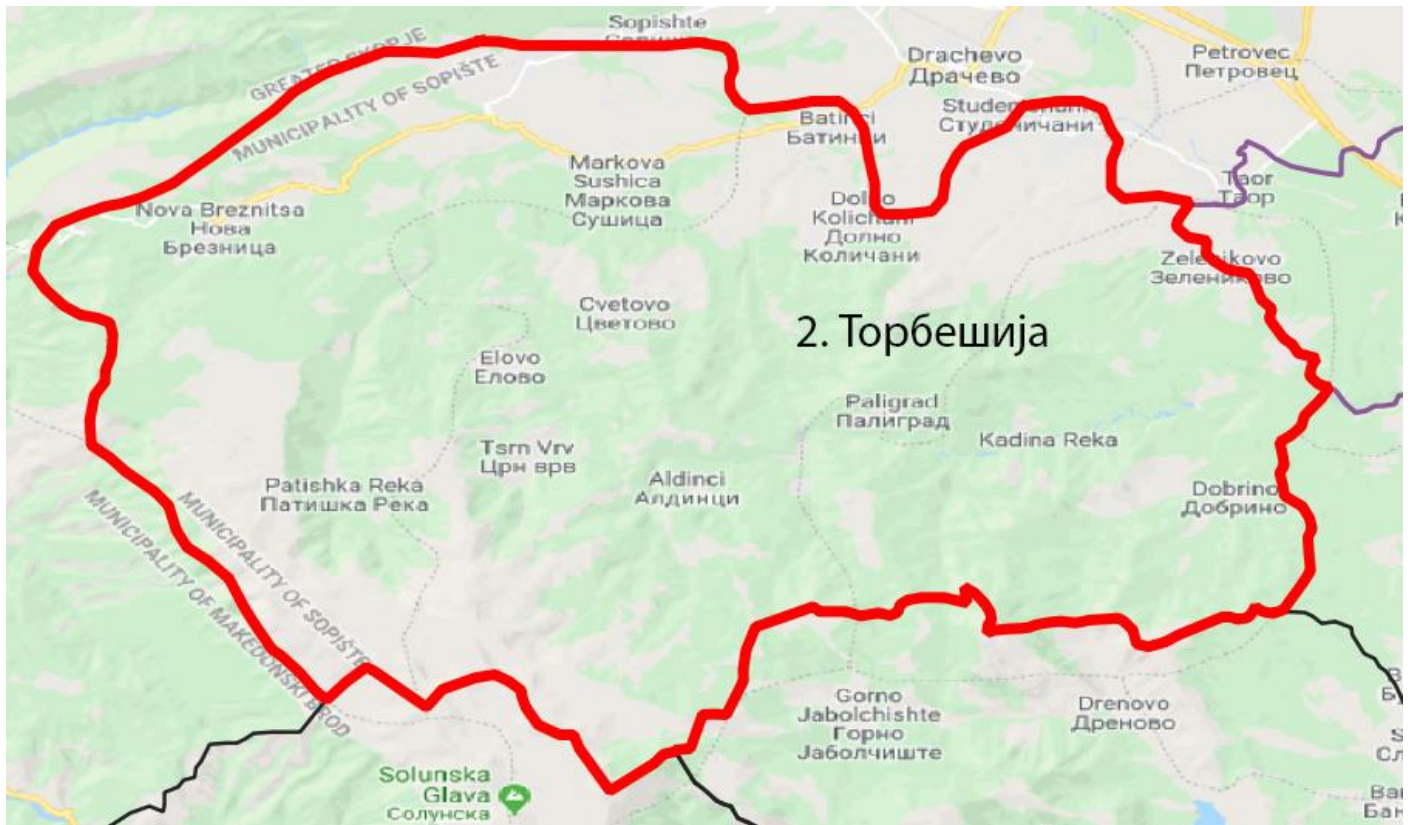 Sopishte
GREATER SKOPJE
MUNICIPALITY OF SOPIŠTE
Drachevo
Драчево
Petrovec
Петровец
Batinci
Батинци
Студеничани
Markova
Sushica
Маркова
Сушица
Taor
Таор
Nova Breznitsa
Нова
Брезница
Dolno
Kolichani
Долно
Количани
Zelenikovo
Зелениково
Cvetovo
Цветово
2. Торбешија
Elovo
Елово
Paligrad
Палиград
Kadina Reka
Tsrn Vrv
Црн врв
Aldinci
Алдинци
Patishka Reka
Патишка Река
Dobrino
Добрино
MUNICIPALITY OF SOPIŠTE
MUNICIPALITY OF MAKEDONSKI BROD
Gorno
Jabolchishte
Горно
Јаболчиште
Drenovo
Дреново
Solunska
Glava
Солунска